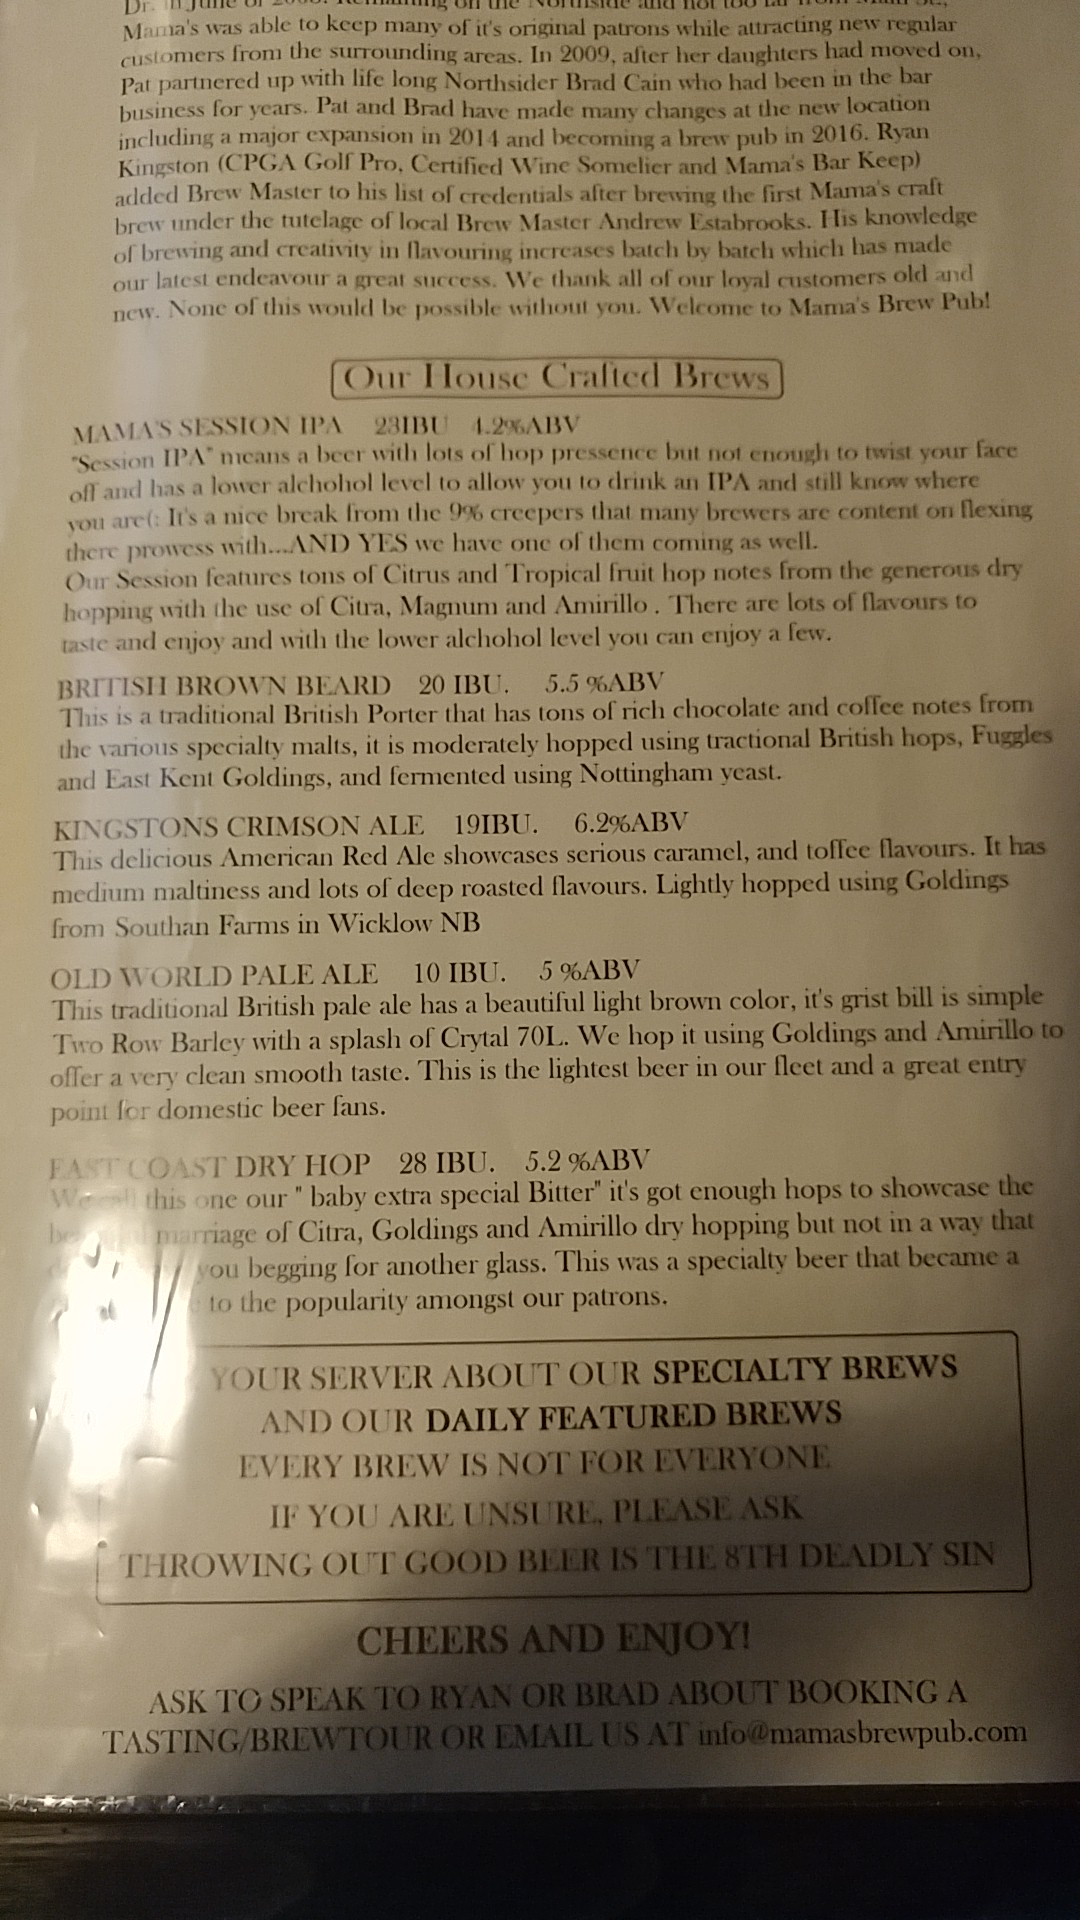 Dr. in June of 2008. Remaining on the Northside and not too far from Main St.,
Mama's was able to keep many of it's original patrons while attracting new regular
customers from the surrounding areas. In 2009, after her daughters had moved on,
Pat partnered up with life long Northsider Brad Cain who had been in the bar
business for years. Pat and Brad have made many changes at the new location
including a major expansion in 2014 and becoming a brew pub in 2016. Ryan
Kingston (CPGA Golf Pro, Certified Wine Somelier and Mama's Bar Keep)
added Brew Master to his list of credentials after brewing the first Mama's craft
brew under the tutelage of local Brew Master Andrew Estabrooks. His knowledge
of brewing and creativity in flavouring increases batch by batch which has made
our latest endeavour a great success. We thank all of our loyal customers old and
new. None of this would be possible without you. Welcome to Mama's Brew Pub!
Our House Crafted Brews
MAMA'S SESSION IPA 23IBU 4.2%ABV
"Session IPA" means a beer with lots of hop pressence but not enough to twist your face
off and has a lower alchohol level to allow you to drink an IPA and still know where
you are(: It's a nice break from the 9% creepers that many brewers are content on flexing
there prowess with...AND YES we have one of them coming as well.
Our Session features tons of Citrus and Tropical fruit hop notes from the generous dry
hopping with the use of Citra, Magnum and Amirillo . There are lots of flavours to
taste and enjoy and with the lower alchohol level you can enjoy a few.
BRITISH BROWN BEARD 20 IBU. 5.5 %ABV
This is a traditional British Porter that has tons of rich chocolate and coffee notes from
the various specialty malts, it is moderately hopped using tractional British hops, Fuggles
and East Kent Goldings, and fermented using Nottingham yeast.
KINGSTONS CRIMSON ALE 19IBU. 6.2%ABV
This delicious American Red Ale showcases serious caramel, and toffee flavours. It has
medium maltiness and lots of deep roasted flavours. Lightly hopped using Goldings
from Southan Farms in Wicklow NB
OLD WORLD PALE ALE 10 IBU. 5 %ABV
This traditional British pale ale has a beautiful light brown color, it's grist bill is simple
Two Row Barley with a splash of Crytal 70L. We hop it using Goldings and Amirillo to
offer a very clean smooth taste. This is the lightest beer in our fleet and a great entry
point for domestic beer fans.
EAST COAST DRY HOP 28 IBU. 5.2 %ABV
We call this one our " baby extra special Bitter" it's got enough hops to showcase the
marriage of Citra, Goldings and Amirillo dry hopping but not in a way that
you begging for another glass. This was a specialty beer that became a
to the popularity amongst our patrons.
YOUR SERVER ABOUT OUR SPECIALTY BREWS
AND OUR DAILY FEATURED BREWS
EVERY BREW IS NOT FOR EVERYONE
IF YOU ARE UNSURE, PLEASE ASK
THROWING OUT GOOD BEER IS THE 8TH DEADLY SIN
CHEERS AND ENJOY!
ASK TO SPEAK TO RYAN OR BRAD ABOUT BOOKING A
TASTING/BREWTOUR OR EMAIL US AT info@mamasbrewpub.com